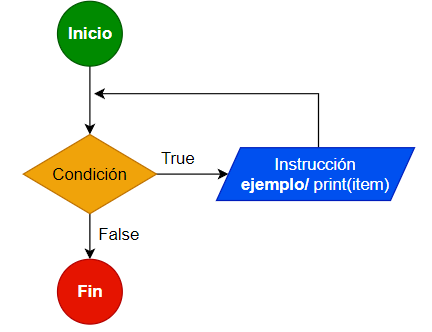 Inicio
Condición
True
Instrucción
ejemplo/ print(item)
False
Fin